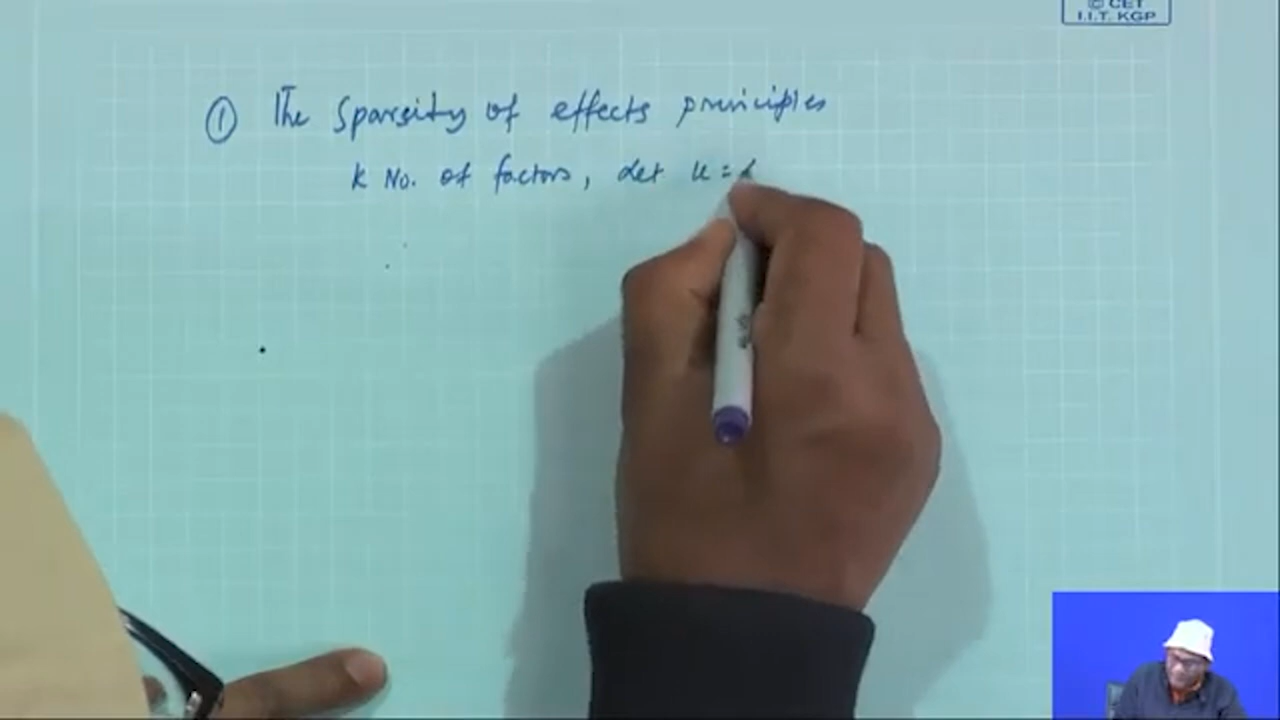 © CET
I.I.T. KGP
① The Sparsity of effects principles
K No. of factors, Let K =